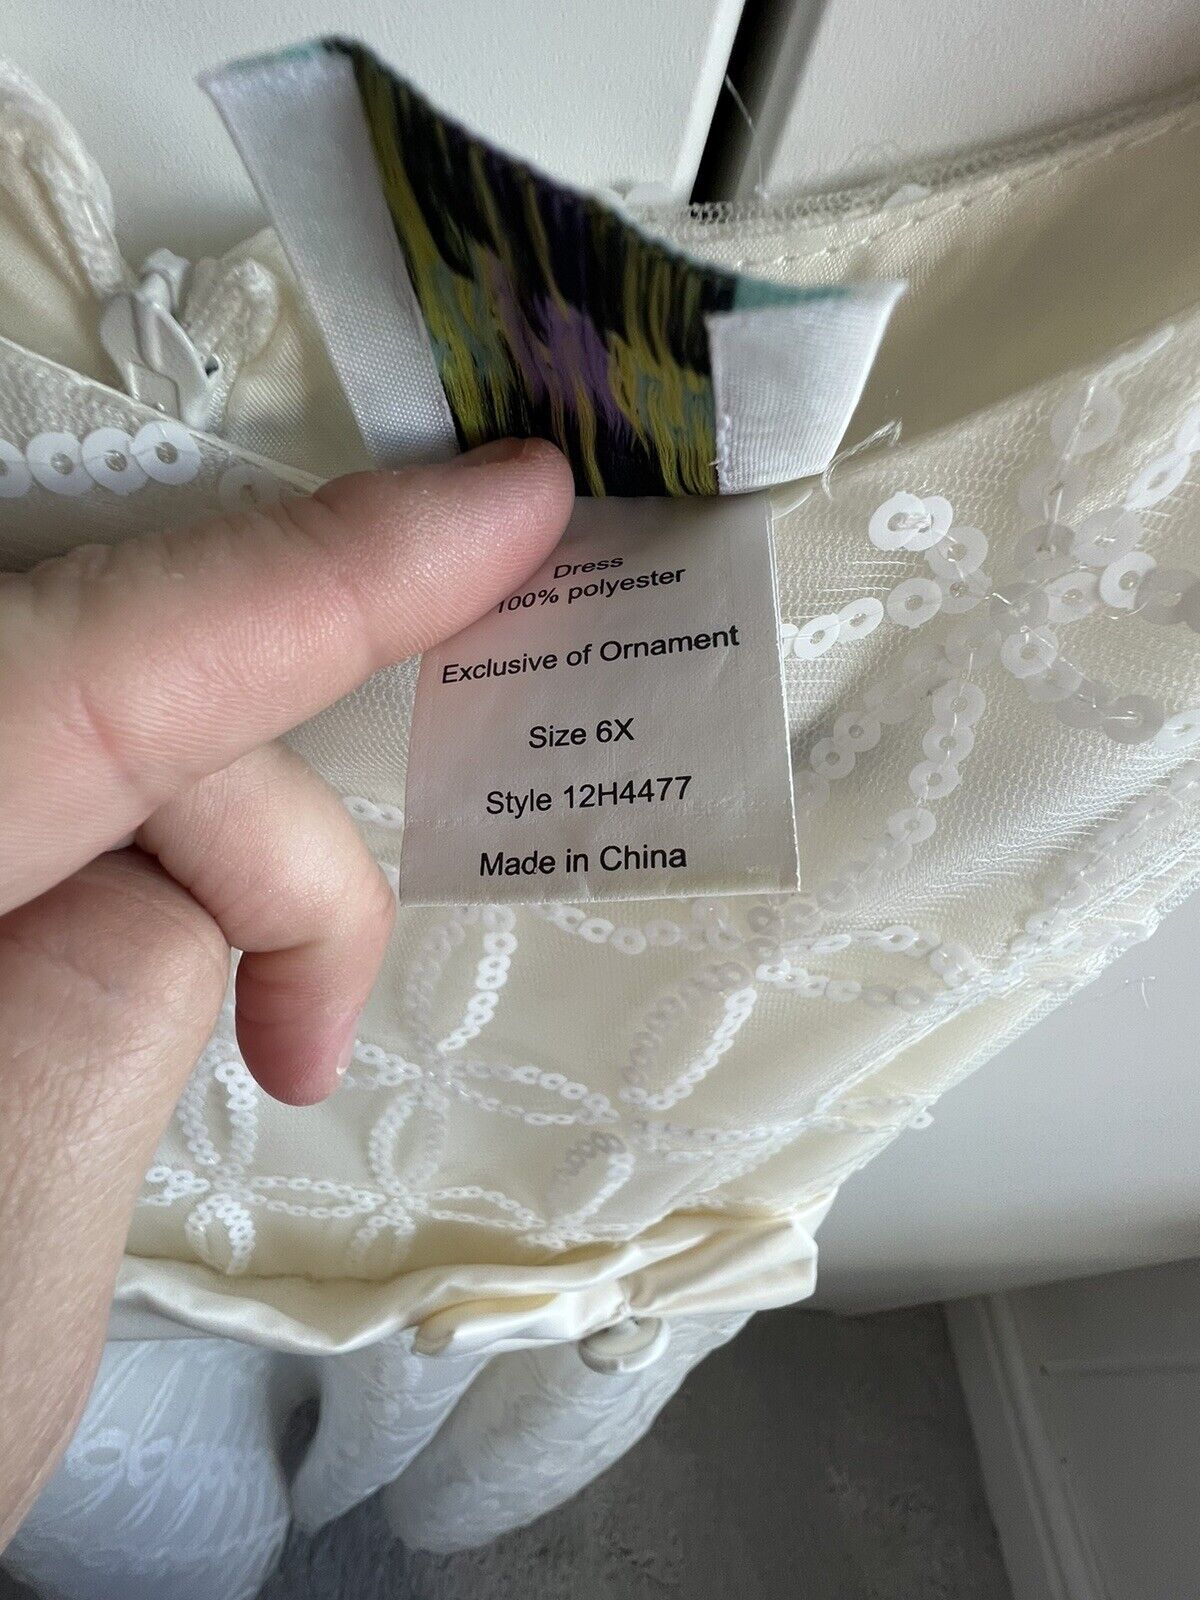 Dress
100% polyester
Exclusive of Ornament
Size 6X
Style 12H4477
Made in China